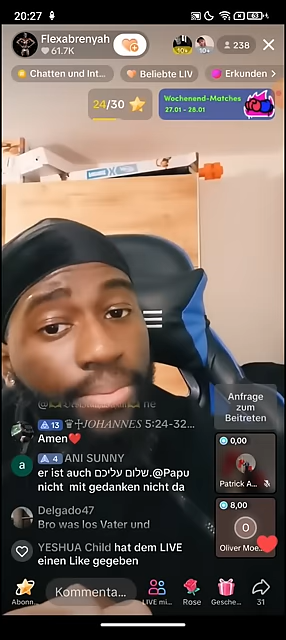 20:27
63
Flexabrenyah
61.7K
10+
10+
238
Chatten und Int...
Beliebte LIV
Erkunden
24/30
Wochenend-Matches
27.01 - 28.01
Anfrage
zum
Beitreten
13 JOHANNES 5:24-32...
Amen❤️
0,00
Patrick A...
a
4 ANI SUNNY
er ist auch שלום עליכם.@Papu
nicht mit gedanken nicht da
Delgado47
Bro was los Vater und
8,00
O
Oliver Moe...
YESHUA Child hat dem LIVE
einen Like gegeben
Abonn...
Kommenta...
LIVE mi...
Rose
Gesche...
31